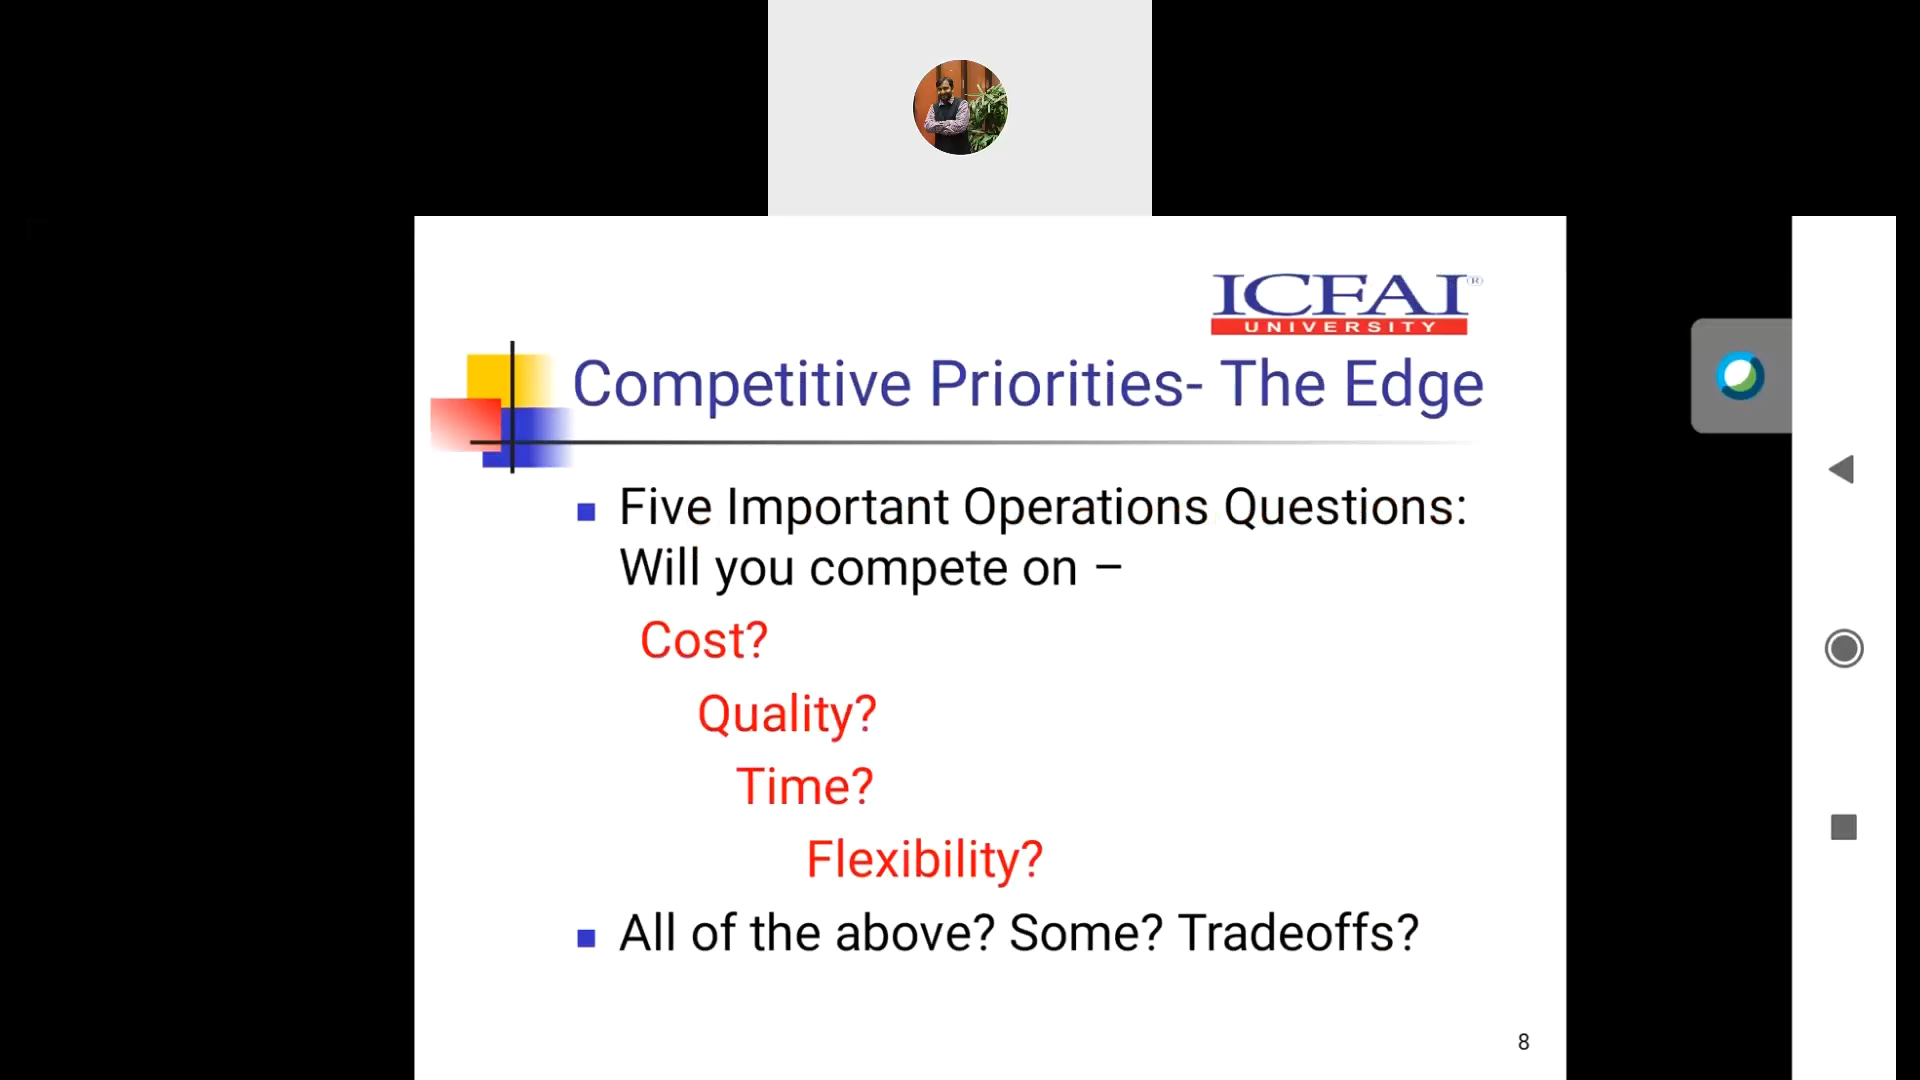 ICFAI®
UNIVERSITY
Competitive Priorities- The Edge
Five Important Operations Questions:
Will you compete on –
Cost?
Quality?
Time?
Flexibility?
All of the above? Some? Tradeoffs?
8